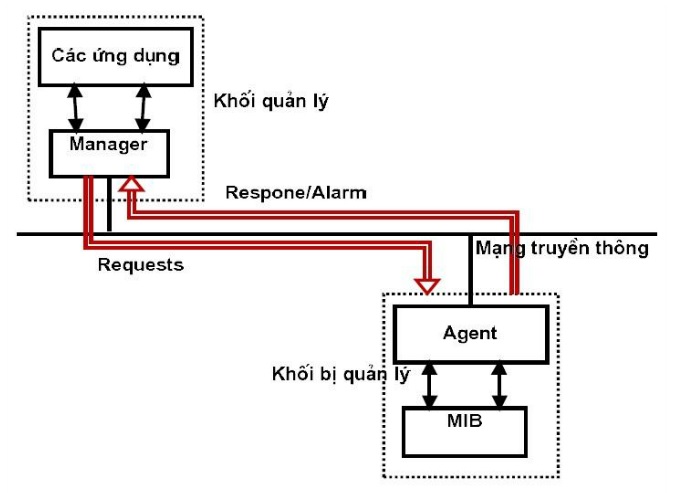 Các ứng dụng
Khối quản lý
Manager
Respone/Alarm
Mạng truyền thông
Requests
Agent
Khối bị quản lý
MIB